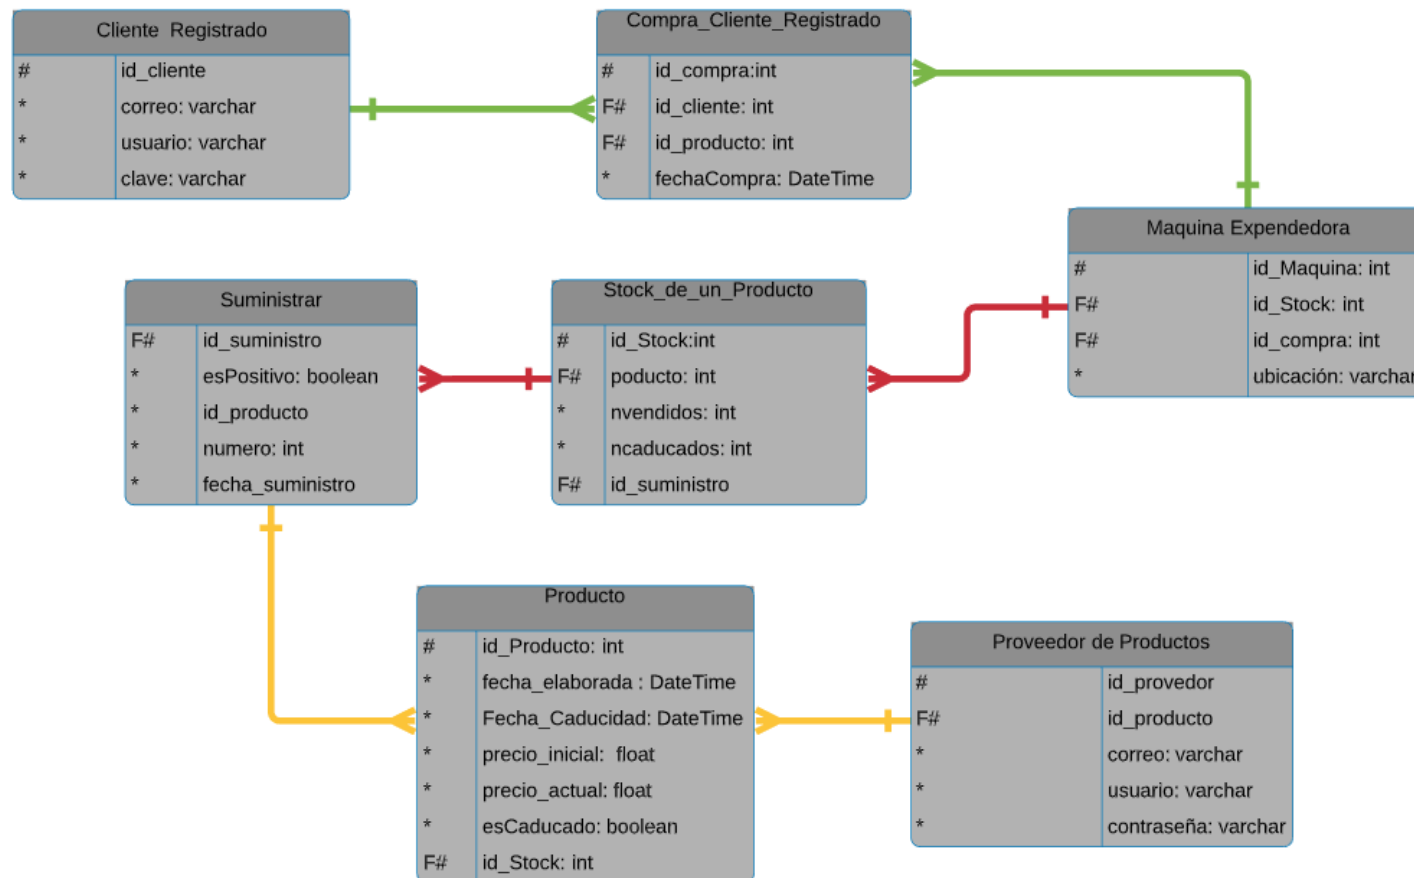 Cliente  Registrado
# id_cliente
* correo: varchar
* usuario: varchar
* clave: varchar
Compra_Cliente_Registrado
# id_compra:int
F# id_cliente: int
F# id_producto: int
* fechaCompra: DateTime
Maquina Expendedora
# id_Maquina: int
F# id_Stock: int
F# id_compra: int
* ubicación: varchar
Suministrar
F# id_suministro
* esPositivo: boolean
* id_producto
* numero: int
* fecha_suministro
Stock_de_un_Producto
# id_Stock:int
F# poducto: int
* nvendidos: int
* ncaducados: int
F# id_suministro
Producto
# id_Producto: int
* fecha_elaborada : DateTime
* Fecha_Caducidad: DateTime
* precio_inicial:  float
* precio_actual: float
* esCaducado: boolean
F# id_Stock: int
Proveedor de Productos
# id_provedor
F# id_producto
* correo: varchar
* usuario: varchar
* contraseña: varchar